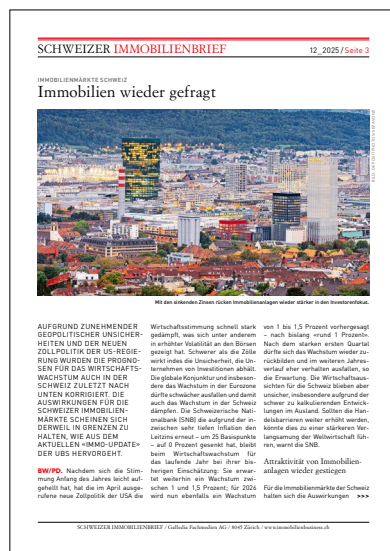 SCHWEIZER IMMOBILIENBRIEF
12_2025/Seite 3
IMMOBILIENMÄRKTE SCHWEIZ
Immobilien wieder gefragt
Mit den sinkenden Zinsen rücken Immobilienanlagen wieder stärker in den Investorenfokus.
AUFGRUND ZUNEHMENDER
GEOPOLITISCHER UNSICHER-
HEITEN UND DER NEUEN
ZOLLPOLITIK DER US-REGIE-
RUNG WURDEN DIE PROGNO-
SEN FÜR DAS WIRTSCHAFTS-
WACHSTUM AUCH IN DER
SCHWEIZ ZULETZT NACH
UNTEN KORRIGIERT. DIE
AUSWIRKUNGEN FÜR DIE
SCHWEIZER IMMOBILIEN-
MÄRKTE SCHEINEN SICH
DERWEIL IN GRENZEN ZU
HALTEN, WIE AUS DEM
AKTUELLEN «IMMO-UPDATE»
DER UBS HERVORGEHT.
BW/PD. Nachdem sich die Stim-
mung Anfang des Jahres leicht auf-
gehellt hat, hat die im April ausge-
rufene neue Zollpolitik der USA die
Wirtschaftsstimmung schnell stark
gedämpft, was sich unter anderem
in erhöhter Volatilität an den Börsen
gezeigt hat. Schwerer als die Zölle
wirkt indes die Unsicherheit, die Un-
ternehmen von Investitionen abhält.
Die globale Konjunktur und insbeson-
dere das Wachstum in der Eurozone
dürfte schwächer ausfallen und damit
auch das Wachstum in der Schweiz
dämpfen. Die Schweizerische Natio-
nalbank (SNB) die aufgrund der in-
zwischen sehr tiefen Inflation den
Leitzins erneut – um 25 Basispunkte
– auf 0 Prozent gesenkt hat, bleibt
beim Wirtschaftswachstum für
das laufende Jahr bei ihrer bis-
herigen Einschätzung: Sie erwar-
tet weiterhin ein Wachstum zwi-
schen 1 und 1,5 Prozent; für 2026
wird nun ebenfalls ein Wachstum
von 1 bis 1,5 Prozent vorhergesagt
– nach bislang «rund 1 Prozent».
Nach dem starken ersten Quartal
dürfte sich das Wachstum wieder zu-
rückbilden und im weiteren Jahres-
verlauf eher verhalten ausfallen, so
die Erwartung. Die Wirtschaftsaus-
sichten für die Schweiz blieben aber
unsicher, insbesondere aufgrund der
schwer zu kalkulierenden Entwick-
lungen im Ausland. Sollten die Han-
delsbarrieren weiter erhöht werden,
könnte dies zu einer stärkeren Ver-
langsamung der Weltwirtschaft füh-
ren, warnt die SNB.
Attraktivität von Immobilien-
anlagen wieder gestiegen
Für die Immobilienmärkte der Schweiz
halten sich die Auswirkungen >>>
SCHWEIZER IMMOBILIENBRIEF / Galledia Fachmedien AG / 8045 Zürich / www.immobilienbusiness.ch